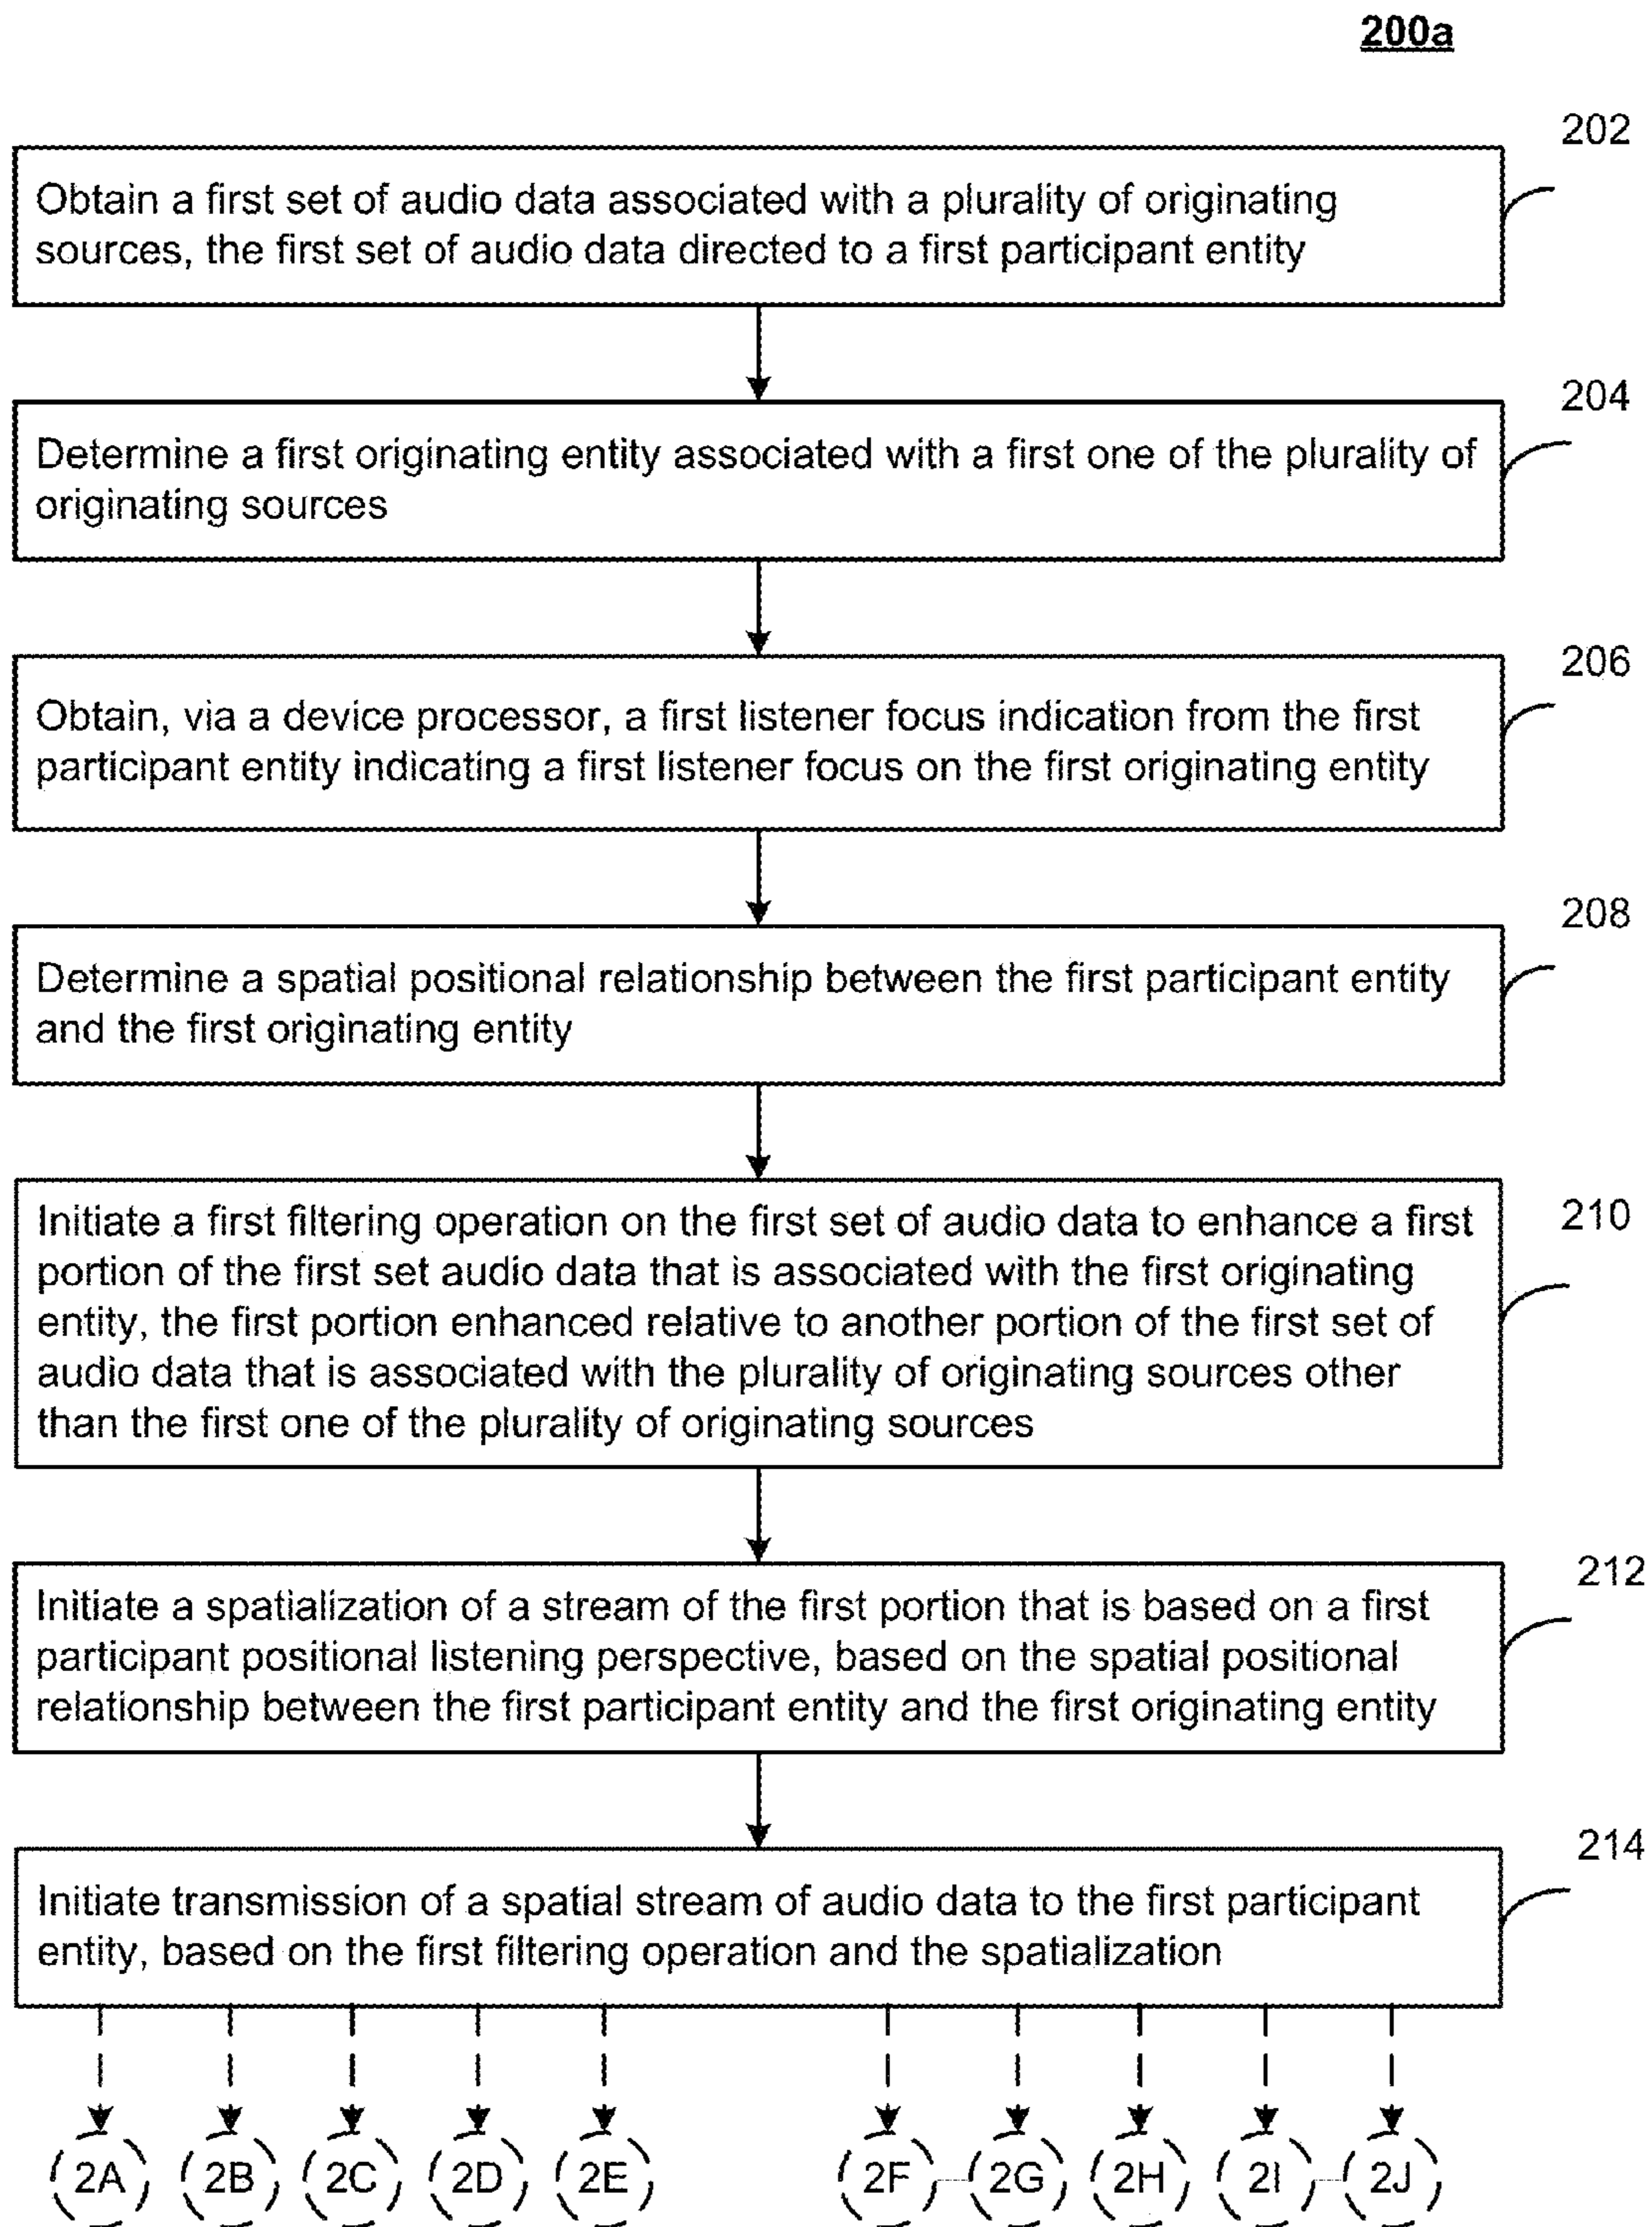 200a
202
Obtain a first set of audio data associated with a plurality of originating
sources, the first set of audio data directed to a first participant entity
204
Determine a first originating entity associated with a first one of the plurality of
originating sources
206
Obtain, via a device processor, a first listener focus indication from the first
participant entity indicating a first listener focus on the first originating entity
208
Determine a spatial positional relationship between the first participant entity
and the first originating entity
210
Initiate a first filtering operation on the first set of audio data to enhance a first
portion of the first set audio data that is associated with the first originating
entity, the first portion enhanced relative to another portion of the first set of
audio data that is associated with the plurality of originating sources other
than the first one of the plurality of originating sources
212
Initiate a spatialization of a stream of the first portion that is based on a first
participant positional listening perspective, based on the spatial positional
relationship between the first participant entity and the first originating entity
214
Initiate transmission of a spatial stream of audio data to the first participant
entity, based on the first filtering operation and the spatialization
2A 2B 2C 2D 2E 2F 2G 2H 2I 2J